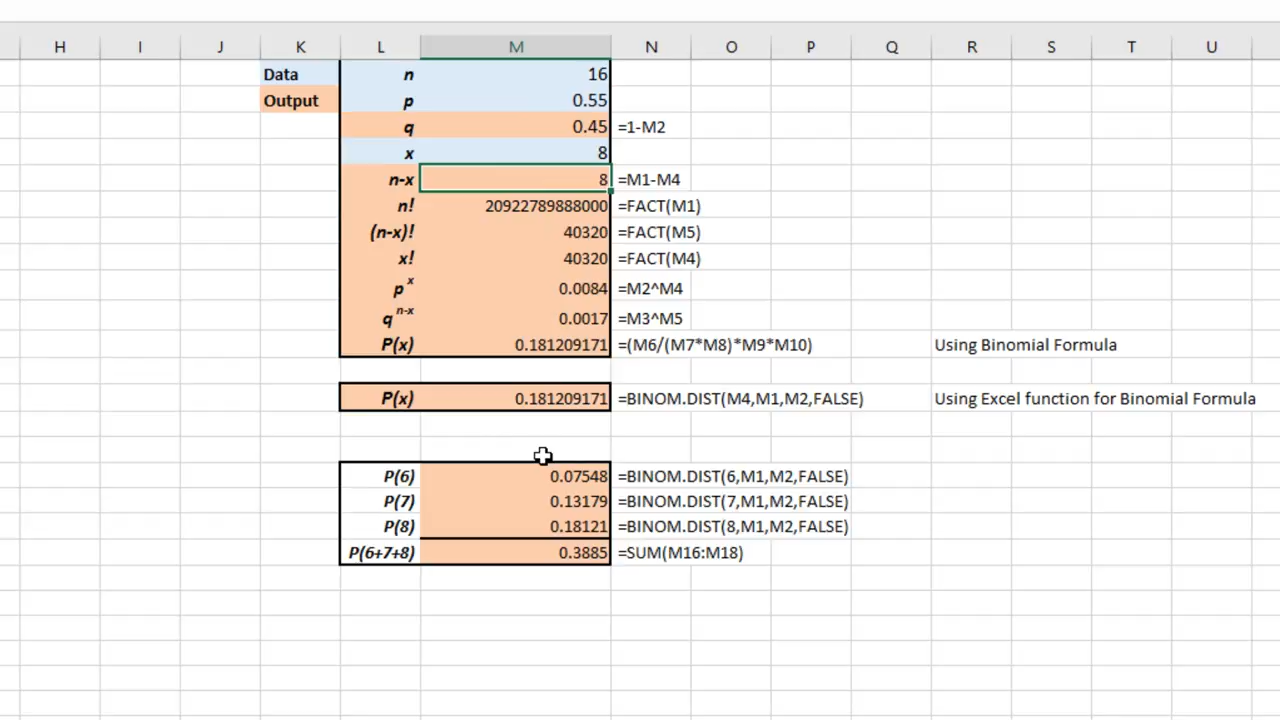 H I J K L M N O P Q R S T U
Data n 16
Output p 0.55
q 0.45 =1-M2
x 8
n-x 8 =M1-M4
n! 20922789888000 =FACT(M1)
(n-x)! 40320 =FACT(M5)
x! 40320 =FACT(M4)
p x 0.0084 =M2^M4
q n-x 0.0017 =M3^M5
P(x) 0.181209171 =(M6/(M7*M8)*M9*M10) Using Binomial Formula
P(x) 0.181209171 =BINOM.DIST(M4,M1,M2,FALSE) Using Excel function for Binomial Formula
P(6) 0.07548 =BINOM.DIST(6,M1,M2,FALSE)
P(7) 0.13179 =BINOM.DIST(7,M1,M2,FALSE)
P(8) 0.18121 =BINOM.DIST(8,M1,M2,FALSE)
P(6+7+8) 0.3885 =SUM(M16:M18)